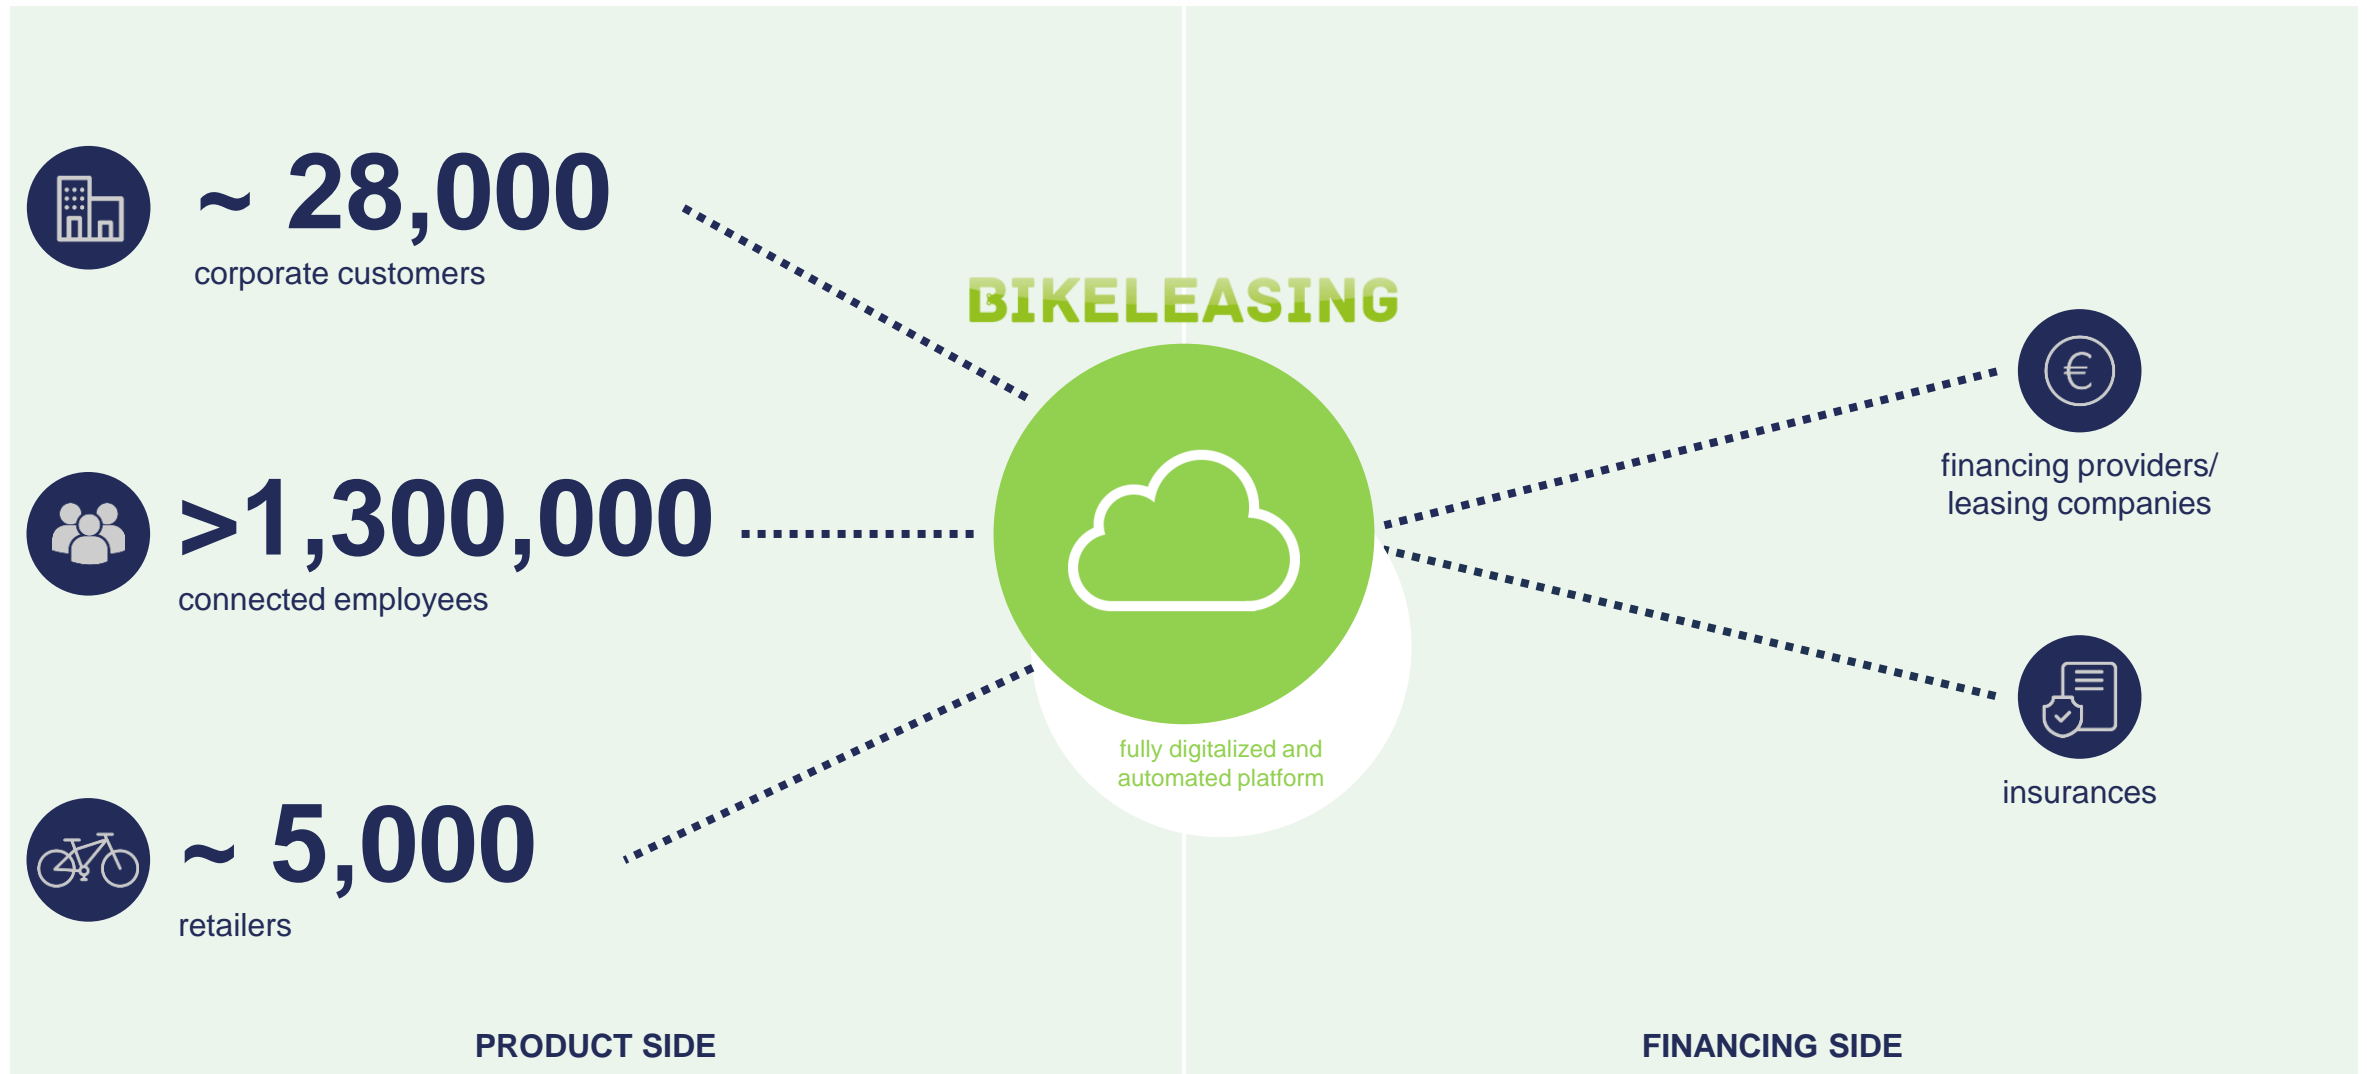 ~ 28,000
corporate customers
>1,300,000
connected employees
~ 5,000
retailers
PRODUCT SIDE
BIKELEASING
fully digitalized and
automated platform
€
financing providers/
leasing companies
insurances
FINANCING SIDE